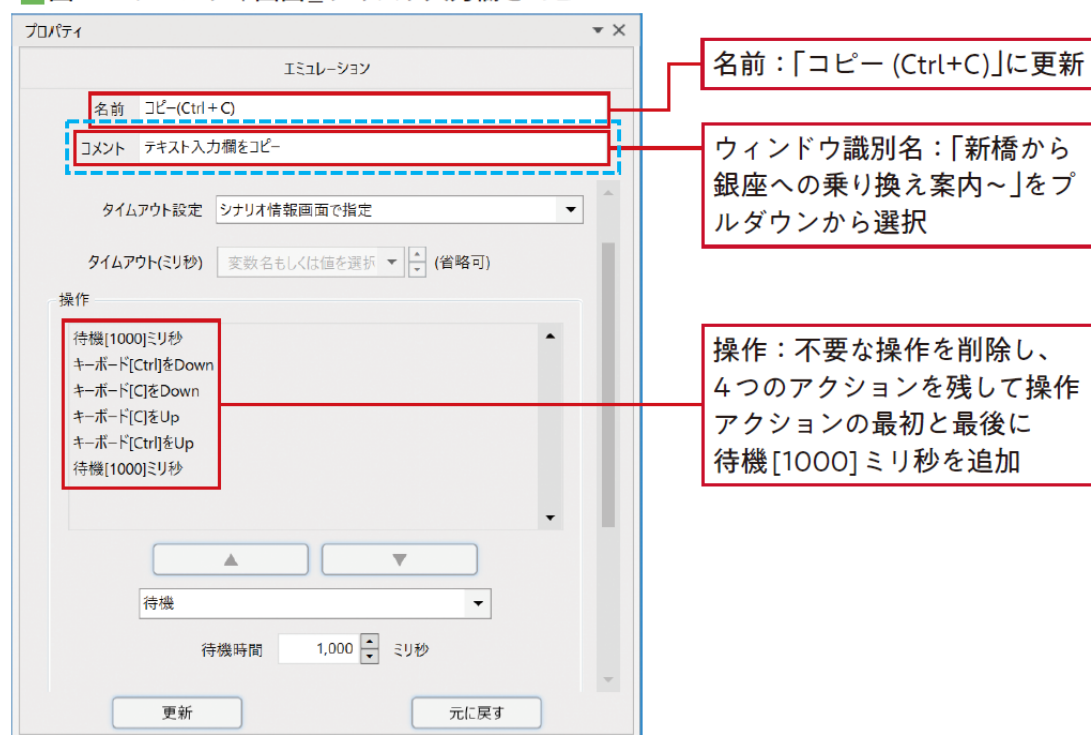 プロパティ
エミュレーション
名前 コピー(Ctrl+C)
コメント テキスト入力欄をコピー
タイムアウト設定 シナリオ情報画面で指定
タイムアウト(ミリ秒) 変数名もしくは値を選択 (省略可)
操作
待機[1000]ミリ秒
キーボード[Ctrl]をDown
キーボード[C]をDown
キーボード[C]をUp
キーボード[Ctrl]をUp
待機[1000]ミリ秒
待機
待機時間 1,000 ミリ秒
更新 元に戻す
名前:「コピー (Ctrl+C)」に更新
ウィンドウ識別名:「新橋から
銀座への乗り換え案内~」をプ
ルダウンから選択
操作:不要な操作を削除し、
4つのアクションを残して操作
アクションの最初と最後に
待機[1000]ミリ秒を追加